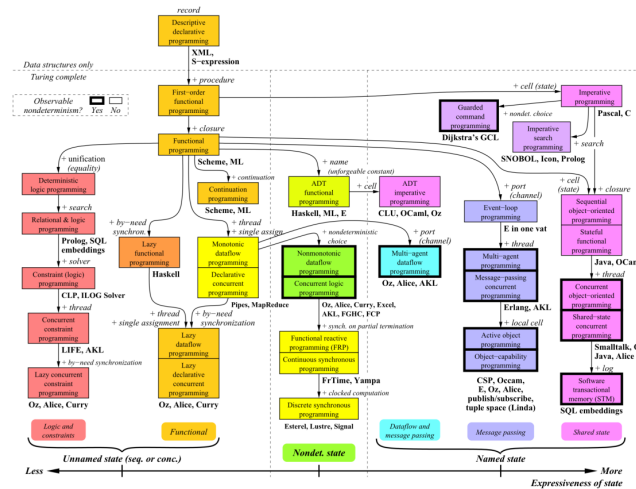 record
Descriptive
declarative
programming
XML,
S−expression
Data structures only
Turing complete
+ procedure
Observable
nondeterminism?
Yes
No
First-order
functional
programming
+ cell (state)
Imperative
programming
Pascal, C
Guarded
command
programming
Dijkstra's GCL
+ nondet. choice
Imperative
search
programming
SNOBOL, Icon, Prolog
+ search
+ closure
Functional
programming
Scheme, ML
+ unification
(equality)
Deterministic
logic programming
+ search
Relational & logic
programming
Prolog, SQL
embeddings
+ solver
Constraint (logic)
programming
CLP, ILOG Solver
+ thread
Concurrent
constraint
programming
LIFE, AKL
+ by−need synchronization
Lazy concurrent
constraint
programming
Oz, Alice, Curry
+ continuation
Continuation
programming
Scheme, ML
+ by−need
synchron.
Lazy
functional
programming
Haskell
+ thread
+ single assign.
Monotonic
dataflow
programming
Declarative
concurrent
programming
Pipes, MapReduce
+ thread
+ single assignment
+ by−need
synchronization
Lazy
dataflow
programming
Lazy
declarative
concurrent
programming
Oz, Alice, Curry
+ name
(unforgeable constant)
ADT
functional
programming
Haskell, ML, E
+ cell
ADT
imperative
programming
CLU, OCaml, Oz
+ nondeterministic
choice
Nonmonotonic
dataflow
programming
Concurrent logic
programming
Oz, Alice, Curry, Excel,
AKL, FGHC, FCP
+ synch. on partial termination
Functional reactive
programming (FRP)
Continuous synchronous
programming
FrTime, Yampa
+ clocked computation
Discrete synchronous
programming
Esterel, Lustre, Signal
+ port
(channel)
Multi−agent
dataflow
programming
Oz, Alice, AKL
+ port
(channel)
Event−loop
programming
E in one vat
+ thread
Multi−agent
programming
Message−passing
concurrent
programming
Erlang, AKL
+ local cell
Active object
programming
Object−capability
programming
CSP, Occam,
E, Oz, Alice,
publish/subscribe,
tuple space (Linda)
+ cell
(state)
+ closure
Sequential
object−oriented
programming
Stateful
functional
programming
Java, OCam
+ thread
Concurrent
object−oriented
programming
Shared−state
concurrent
programming
Smalltalk, O
Java, Alice
+ log
Software
transactional
memory (STM)
SQL embeddings
Logic and
constraints
Functional
Dataflow and
message passing
Message passing
Shared state
Unnamed state (seq. or conc.)
Nondet. state
Named state
Less
More
Expressiveness of state